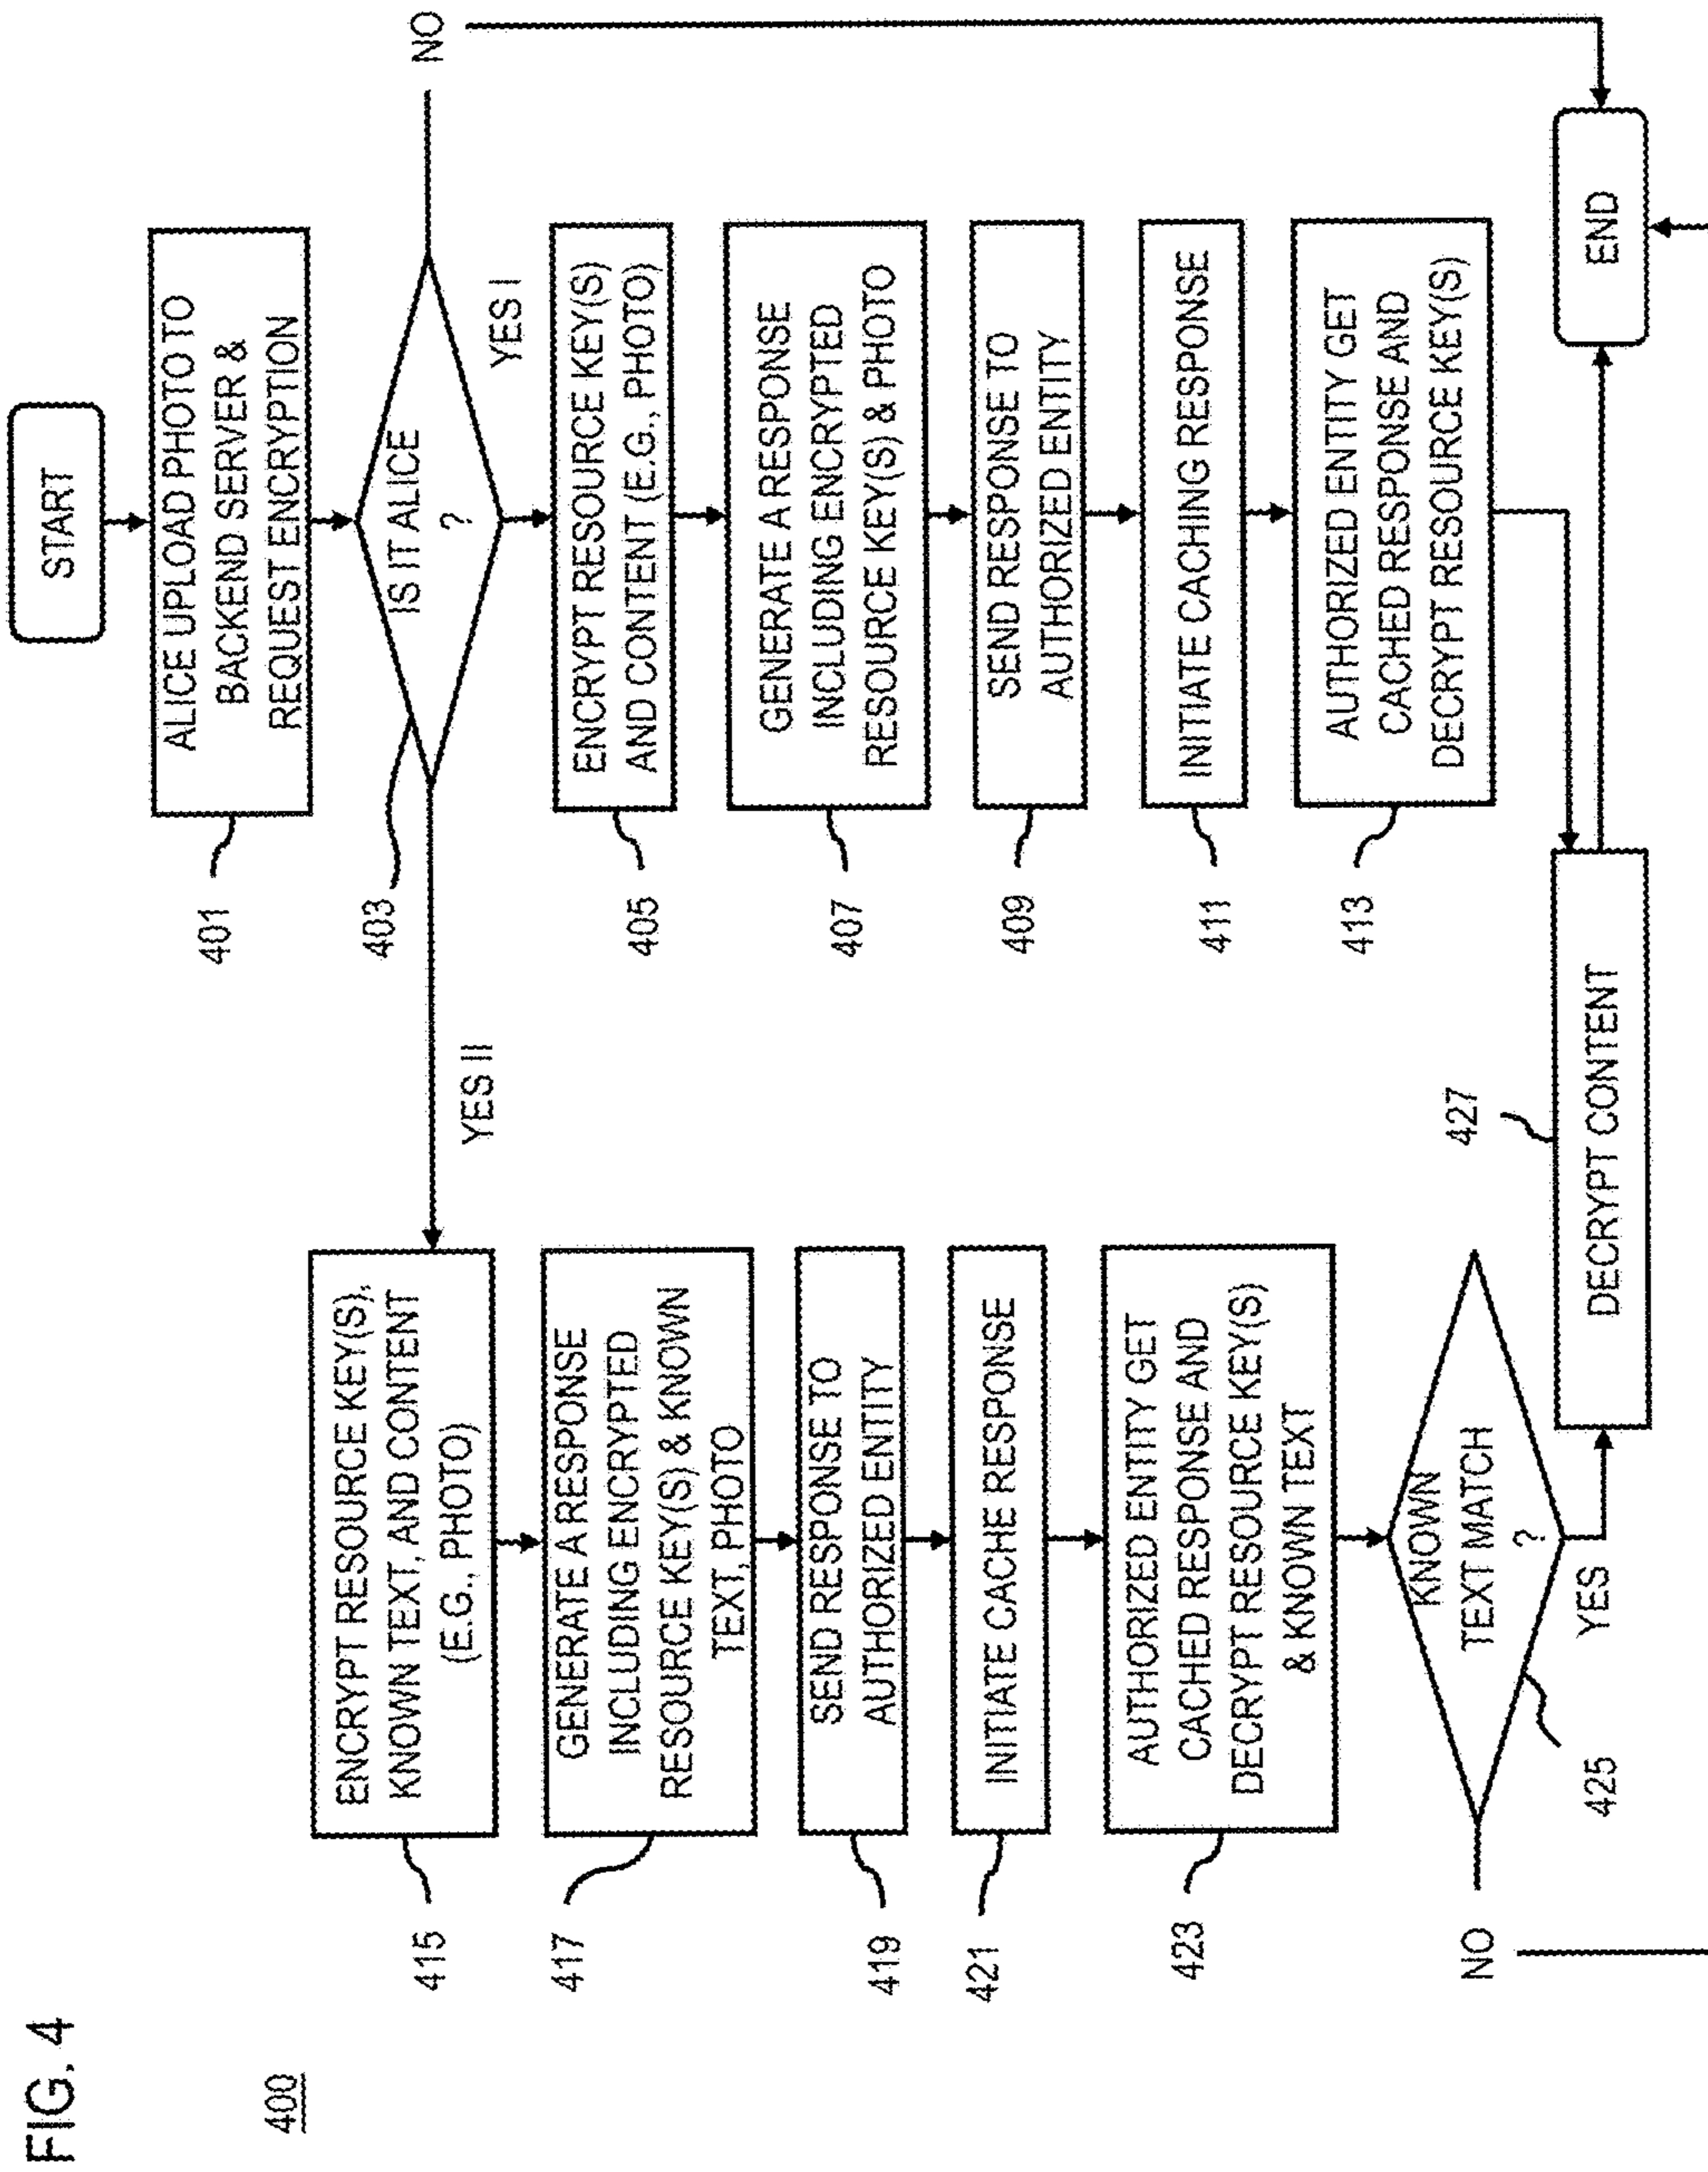 FIG. 4
400
START
ALICE UPLOAD PHOTO TO
BACKEND SERVER &
REQUEST ENCRYPTION
401
IS IT ALICE
?
403
NO
YES I
YES II
ENCRYPT RESOURCE KEY(S)
AND CONTENT (E.G., PHOTO)
405
GENERATE A RESPONSE
INCLUDING ENCRYPTED
RESOURCE KEY(S) & PHOTO
407
SEND RESPONSE TO
AUTHORIZED ENTITY
409
INITIATE CACHING RESPONSE
411
AUTHORIZED ENTITY GET
CACHED RESPONSE AND
DECRYPT RESOURCE KEY(S)
413
ENCRYPT RESOURCE KEY(S),
KNOWN TEXT, AND CONTENT
(E.G., PHOTO)
415
GENERATE A RESPONSE
INCLUDING ENCRYPTED
RESOURCE KEY(S) & KNOWN
TEXT, PHOTO
417
SEND RESPONSE TO
AUTHORIZED ENTITY
419
INITIATE CACHE RESPONSE
421
AUTHORIZED ENTITY GET
CACHED RESPONSE AND
DECRYPT RESOURCE KEY(S)
& KNOWN TEXT
423
KNOWN
TEXT MATCH
?
425
NO
YES
DECRYPT CONTENT
427
END